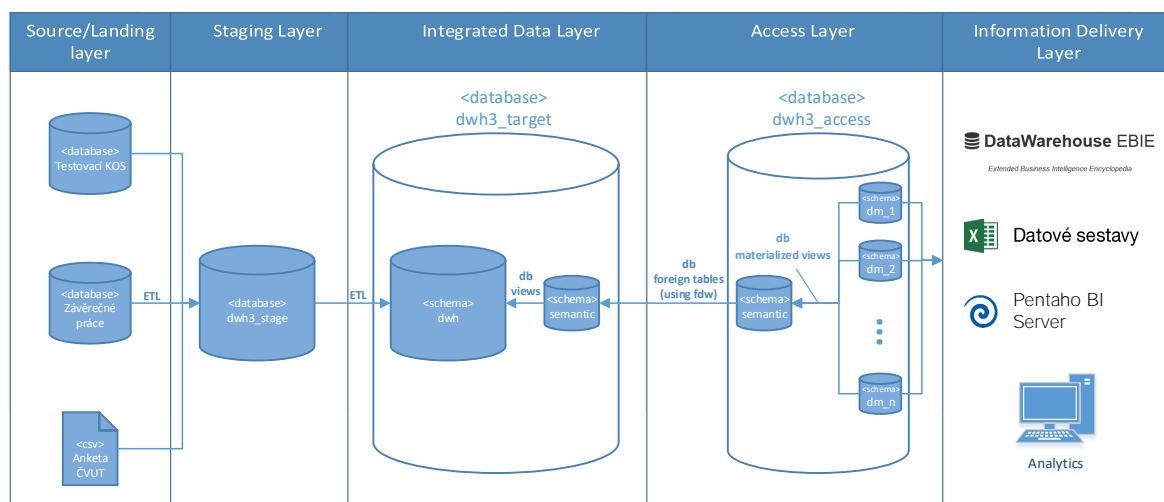 Source/Landing
layer
Staging Layer
Integrated Data Layer
Access Layer
Information Delivery
Layer
<database>
Testovací KOS
<database>
Závěrečné
práce
<csv>
Anketa
ČVUT
ETL
<database>
dwh3_stage
ETL
<database>
dwh3_target
<schema>
dwh
db
views
<schema>
semantic
db
foreign tables
(using fdw)
<database>
dwh3_access
<schema>
semantic
db
materialized views
<schema>
dm_1
<schema>
dm_2
<schema>
dm_n
DataWarehouse EBIE
Extended Business Intelligence Encyclopedia
X
Datové sestavy
Pentaho BI
Server
Analytics